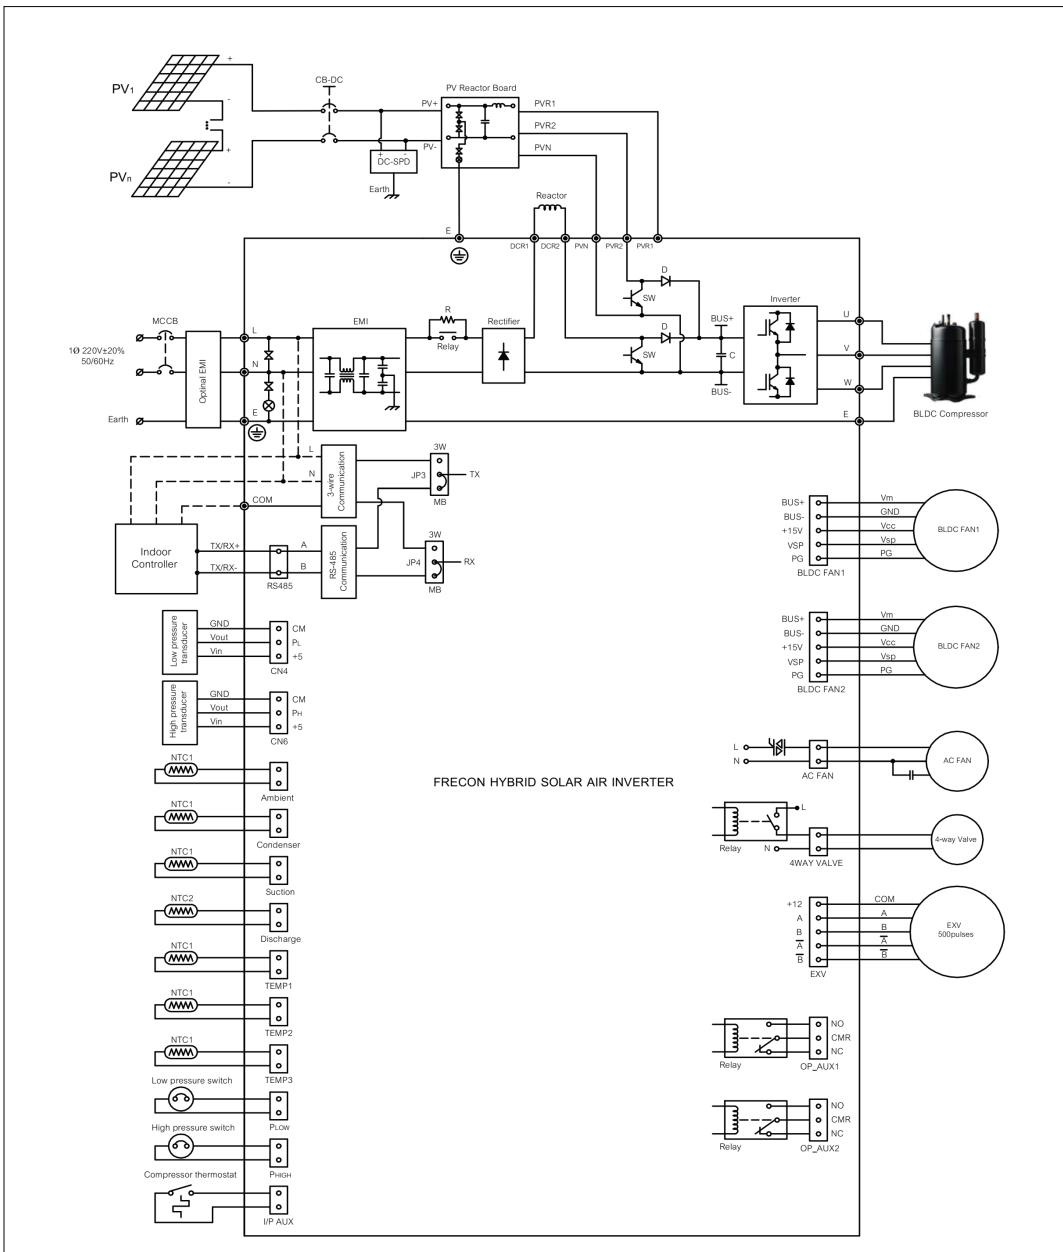 PV1
+
-
+
-
PVn
CB-DC
PV+
PV-
+ -
DC-SPD
Earth
PV Reactor Board
PVR1
PVR2
PVN
Reactor
E
DCR1
DCR2
PVN
PVR2
PVR1
MCCB
1Ø 220V±20%
50/60Hz
Earth
Optinal EMI
L
N
E
EMI
R
Relay
Rectifier
D
SW
D
SW
BUS+
C
BUS-
Inverter
U
V
W
E
BLDC Compressor
L
N
COM
3-wire
Communication
3W
JP3
TX
MB
Indoor
Controller
TX/RX+
TX/RX-
RS485
A
B
RS-485
Communication
3W
JP4
RX
MB
Low pressure
transducer
GND
Vout
Vin
CM
PL
+5
CN4
High pressure
transducer
GND
Vout
Vin
CM
PH
+5
CN6
NTC1
Ambient
NTC1
Condenser
NTC1
Suction
NTC2
Discharge
NTC1
TEMP1
NTC1
TEMP2
NTC1
TEMP3
Low pressure switch
PLOW
High pressure switch
PHIGH
Compressor thermostat
I/P AUX
FRECON HYBRID SOLAR AIR INVERTER
BUS+
BUS-
+15V
VSP
PG
BLDC FAN1
Vm
GND
Vcc
Vsp
PG
BLDC FAN1
BUS+
BUS-
+15V
VSP
PG
BLDC FAN2
Vm
GND
Vcc
Vsp
PG
BLDC FAN2
L
N
AC FAN
AC FAN
Relay
L
N
4WAY VALVE
4-way Valve
+12
A
B
A̅
B̅
EXV
COM
A
B
A̅
B̅
EXV
500pulses
Relay
NO
CMR
NC
OP_AUX1
Relay
NO
CMR
NC
OP_AUX2